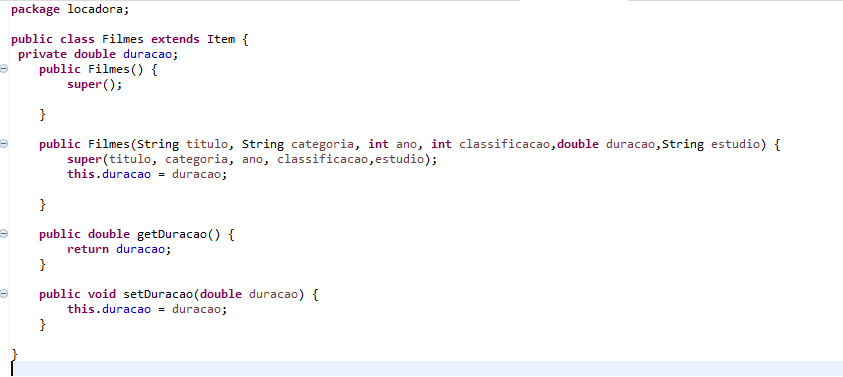 package locadora;
public class Filmes extends Item {
private double duracao;
public Filmes() {
super();
}
public Filmes(String titulo, String categoria, int ano, int classificacao,double duracao,String estudio) {
super(titulo, categoria, ano, classificacao,estudio);
this.duracao = duracao;
}
public double getDuracao() {
return duracao;
}
public void setDuracao(double duracao) {
this.duracao = duracao;
}
}